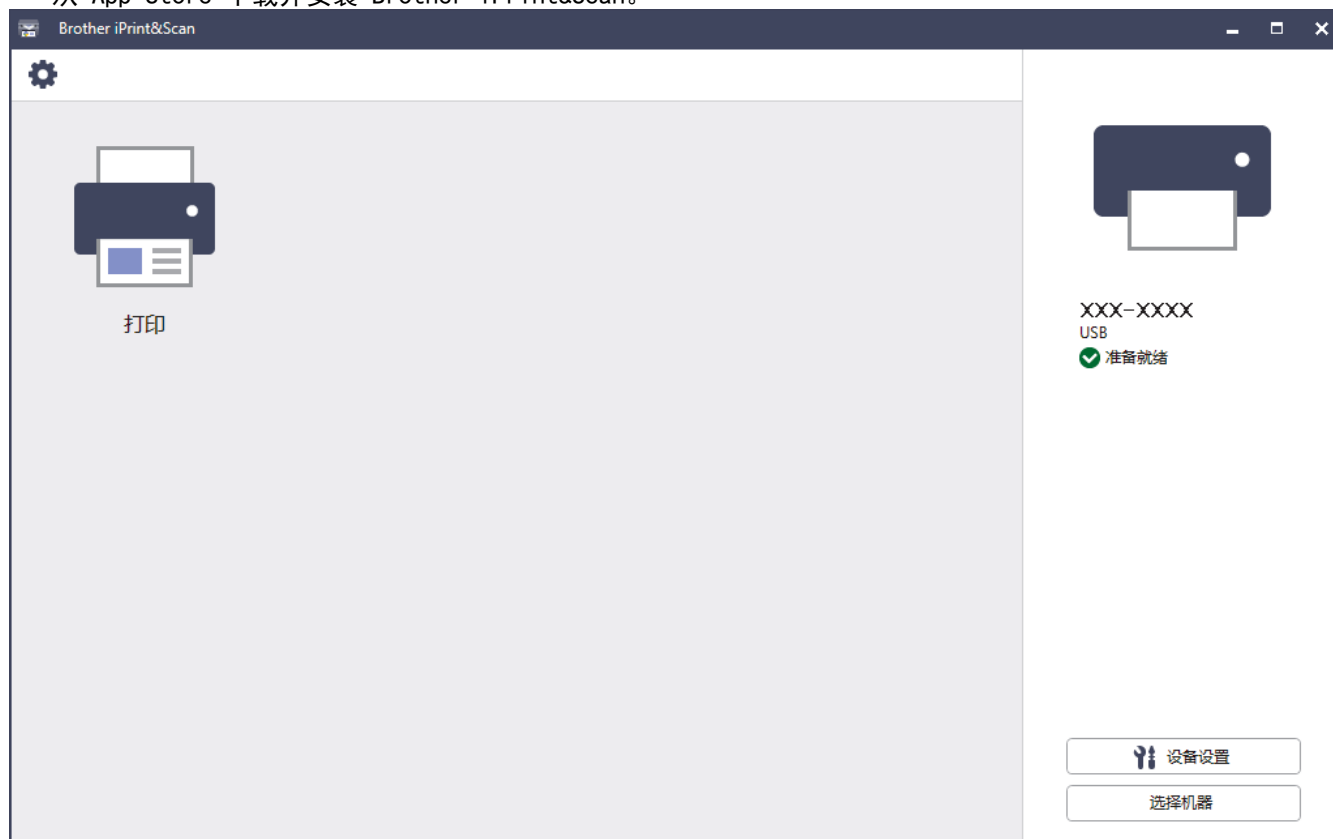 从 App Store 下载并安装 Brother iPrint&Scan。
Brother iPrint&Scan
打印
XXX-XXXX
USB
准备就绪
设备设置
选择机器